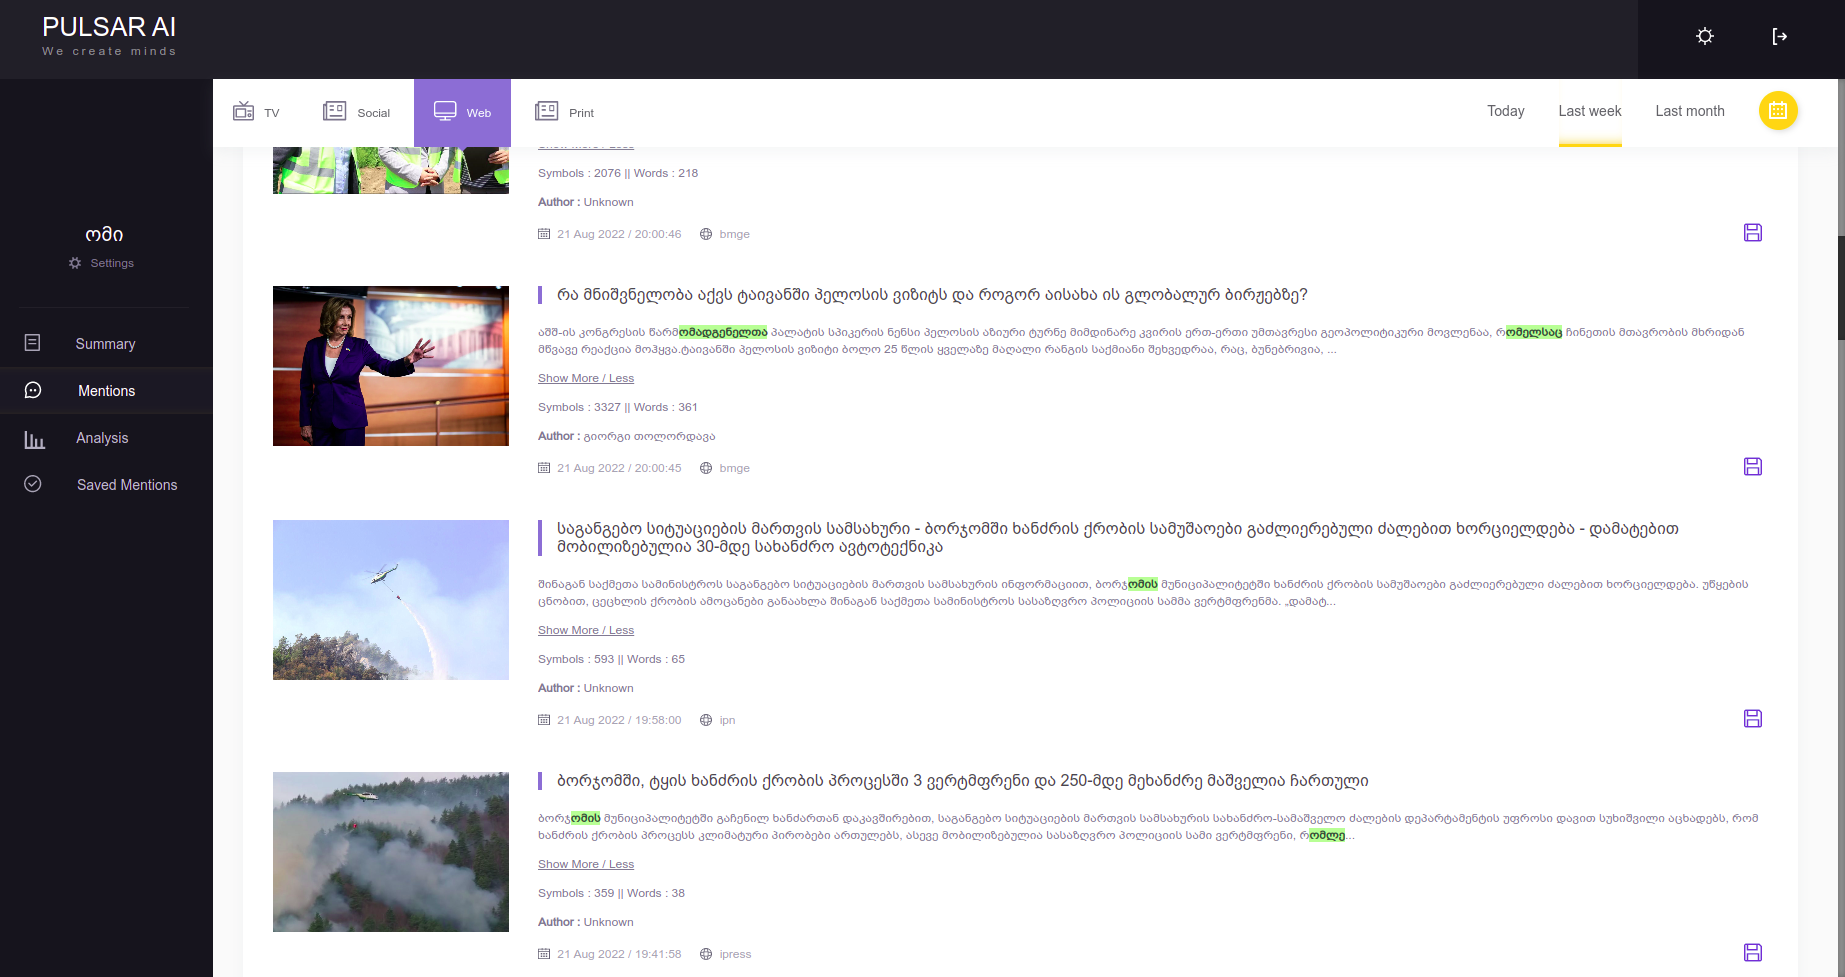 PULSAR AI
We create minds
TV
Social
Web
Print
Today
Last week
Last month
ომი
Settings
Summary
Mentions
Analysis
Saved Mentions
Show More / Less
Symbols : 2076 || Words : 218
Author : Unknown
21 Aug 2022 / 20:00:46 bmge
რა მნიშვნელობა აქვს ტაივანში პელოსის ვიზიტს და როგორ აისახა ის გლობალურ ბირჟებზე?
აშშ-ის კონგრესის წარმომადგენელთა პალატის სპიკერის ნენსი პელოსის აზიური ტურნე მიმდინარე კვირის ერთ-ერთი უმთავრესი გეოპოლიტიკური მოვლენაა, რომელსაც ჩინეთის მთავრობის მხრიდან
მწვავე რეაქცია მოჰყვა.ტაივანში პელოსის ვიზიტი ბოლო 25 წლის ყველაზე მაღალი რანგის საქმიანი შეხვედრაა, რაც, ბუნებრივია, ...
Show More / Less
Symbols : 3327 || Words : 361
Author : გიორგი თოლორდავა
21 Aug 2022 / 20:00:45 bmge
საგანგებო სიტუაციების მართვის სამსახური - ბორჯომში ხანძრის ქრობის სამუშაოები გაძლიერებული ძალებით ხორციელდება - დამატებით
მობილიზებულია 30-მდე სახანძრო ავტოტექნიკა
შინაგან საქმეთა სამინისტროს საგანგებო სიტუაციების მართვის სამსახურის ინფორმაციით, ბორჯომის მუნიციპალიტეტში ხანძრის ქრობის სამუშაოები გაძლიერებული ძალებით ხორციელდება. უწყების
ცნობით, ცეცხლის ქრობის ამოცანები განაახლა შინაგან საქმეთა სამინისტროს სასაზღვრო პოლიციის სამმა ვერტმფრენმა. „დამატ...
Show More / Less
Symbols : 593 || Words : 65
Author : Unknown
21 Aug 2022 / 19:58:00 ipn
ბორჯომში, ტყის ხანძრის ქრობის პროცესში 3 ვერტმფრენი და 250-მდე მეხანძრე მაშველია ჩართული
ბორჯომის მუნიციპალიტეტში გაჩენილ ხანძართან დაკავშირებით, საგანგებო სიტუაციების მართვის სამსახურის სახანძრო-სამაშველო ძალების დეპარტამენტის უფროსი დავით სუხიშვილი აცხადებს, რომ
ხანძრის ქრობის პროცესს კლიმატური პირობები ართულებს, ასევე მობილიზებულია სასაზღვრო პოლიციის სამი ვერტმფრენი, რომლე...
Show More / Less
Symbols : 359 || Words : 38
Author : Unknown
21 Aug 2022 / 19:41:58 ipress